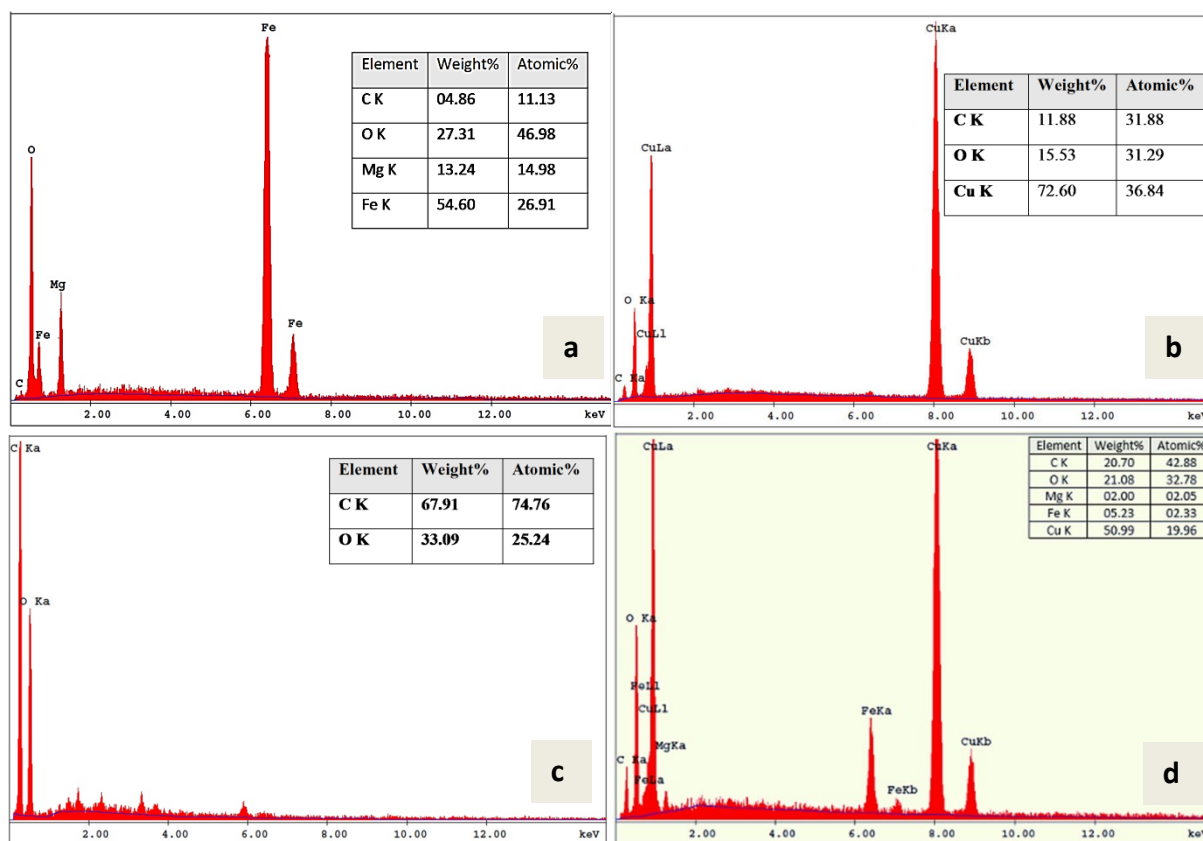 Fe
Element Weight% Atomic%
C K 04.86 11.13
O K 27.31 46.98
Mg K 13.24 14.98
Fe K 54.60 26.91
O
Mg
Fe
Fe
C
a
2.00 4.00 6.00 8.00 10.00 12.00
keV
CuKa
Element Weight% Atomic%
C K 11.88 31.88
O K 15.53 31.29
Cu K 72.60 36.84
CuLa
O Ka
CuLl
CuKb
C Ka
b
2.00 4.00 6.00 8.00 10.00 12.00
keV
C Ka
Element Weight% Atomic%
C K 67.91 74.76
O K 33.09 25.24
O Ka
c
2.00 4.00 6.00 8.00 10.00 12.00
keV
CuLa
CuKa
Element Weight% Atomic%
C K 20.70 42.88
O K 21.08 32.78
Mg K 02.00 02.05
Fe K 05.23 02.33
Cu K 50.99 19.96
O Ka
FeLl
CuLl
FeKa
MgKa
CuKb
C Ka
FeLa
FeKb
d
2.00 4.00 6.00 8.00 10.00 12.00
keV